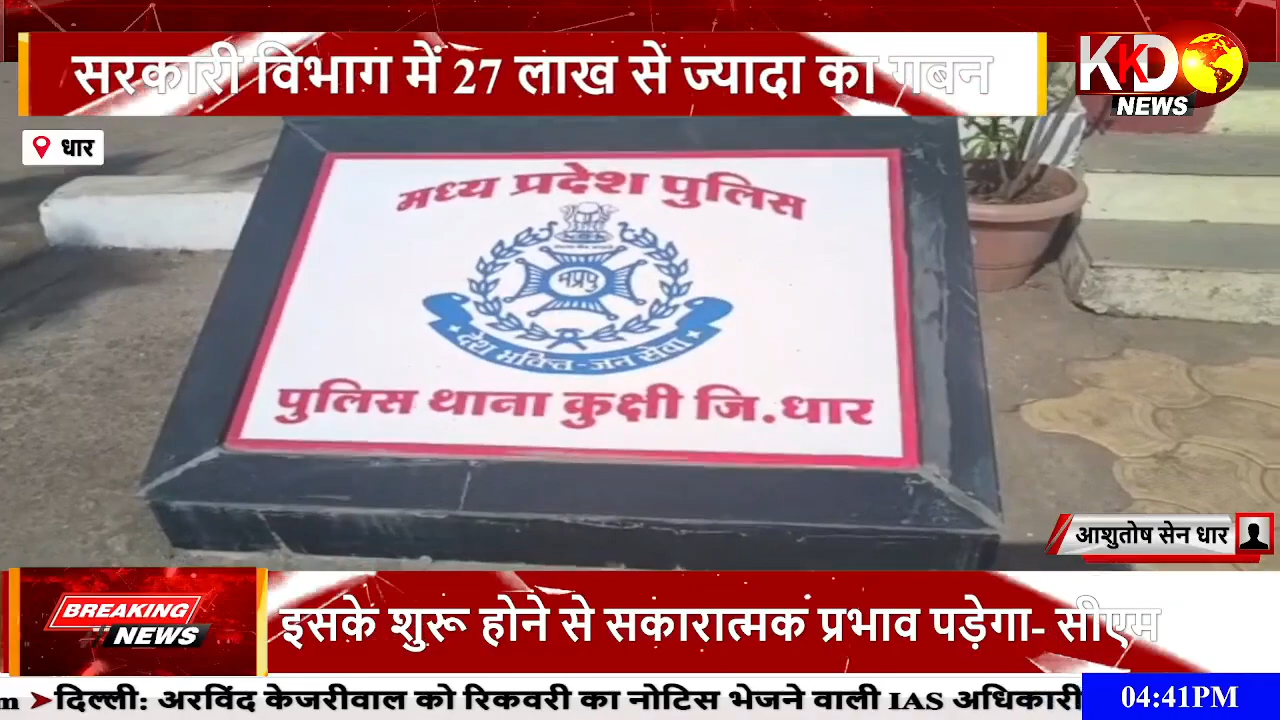 सरकारी विभाग में 27 लाख से ज्यादा का गबन
KKD
NEWS
धार
मध्य प्रदेश पुलिस
मप्रपु
देश भक्ति-जन सेवा
पुलिस थाना कुक्षी जि.धार
आशुतोष सेन धार
BREAKING
NEWS
इसके शुरू होने से सकारात्मक प्रभाव पड़ेगा- सीएम
m ➤दिल्ली: अरविंद केजरीवाल को रिकवरी का नोटिस भेजने वाली IAS अधिकारी
04:41PM